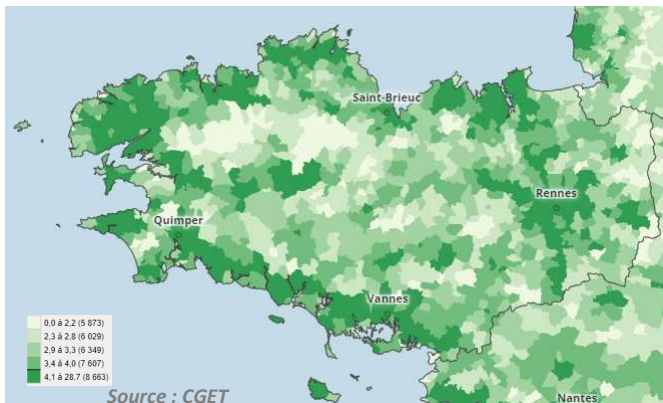 Saint-Brieuc
Rennes
Quimper
Vannes
0,0 à 2,2 (5 873)
2,3 à 2,8 (6 029)
2,9 à 3,3 (6 349)
3,4 à 4,0 (7 607)
4,1 à 28,7 (8 663)
Source : CGET
Nantes